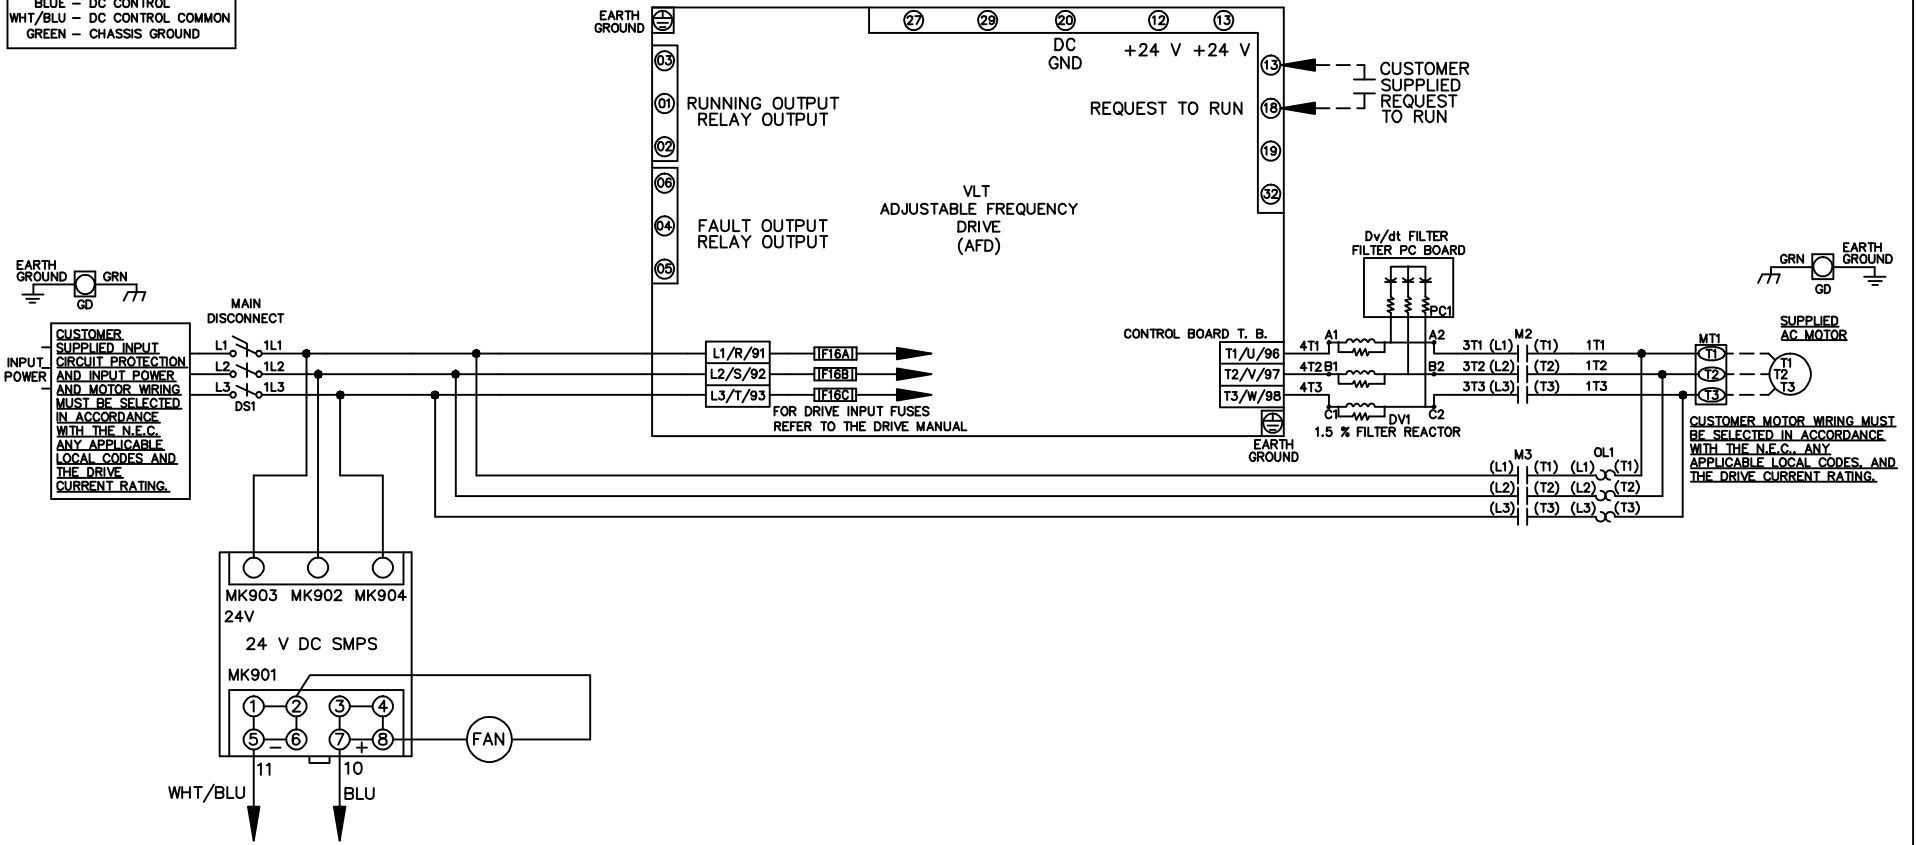 BLUE – DC CONTROL
WHT/BLU – DC CONTROL COMMON
GREEN – CHASSIS GROUND
EARTH
GROUND
27
29
20
12
13
DC
GND
+24 V
+24 V
03
01
02
RUNNING OUTPUT
RELAY OUTPUT
06
04
05
FAULT OUTPUT
RELAY OUTPUT
13
18
19
32
REQUEST TO RUN
CUSTOMER
SUPPLIED
REQUEST
TO RUN
VLT
ADJUSTABLE FREQUENCY
DRIVE
(AFD)
Dv/dt FILTER
FILTER PC BOARD
PC1
EARTH
GROUND
GRN
GD
GRN
EARTH
GROUND
GD
MAIN
DISCONNECT
INPUT
POWER
CUSTOMER
SUPPLIED INPUT
CIRCUIT PROTECTION
AND INPUT POWER
AND MOTOR WIRING
MUST BE SELECTED
IN ACCORDANCE
WITH THE N.E.C.
ANY APPLICABLE
LOCAL CODES AND
THE DRIVE
CURRENT RATING.
L1
1L1
L2
1L2
L3
1L3
DS1
L1/R/91
L2/S/92
L3/T/93
F16A
F16B
F16C
FOR DRIVE INPUT FUSES
REFER TO THE DRIVE MANUAL
CONTROL BOARD T. B.
T1/U/96
T2/V/97
T3/W/98
EARTH
GROUND
4T1
4T2
4T3
A1
A2
B1
B2
C1
C2
DV1
1.5 % FILTER REACTOR
M2
3T1 (L1) (T1) 1T1
3T2 (L2) (T2) 1T2
3T3 (L3) (T3) 1T3
MT1
T1
T2
T3
SUPPLIED
AC MOTOR
T1
T2
T3
CUSTOMER MOTOR WIRING MUST
BE SELECTED IN ACCORDANCE
WITH THE N.E.C., ANY
APPLICABLE LOCAL CODES, AND
THE DRIVE CURRENT RATING.
M3
OL1
(L1) (T1) (L1) (T1)
(L2) (T2) (L2) (T2)
(L3) (T3) (L3) (T3)
MK903 MK902 MK904
24V
24 V DC SMPS
MK901
1 2 3 4
5 – 6 7 + 8
FAN
11
10
WHT/BLU
BLU